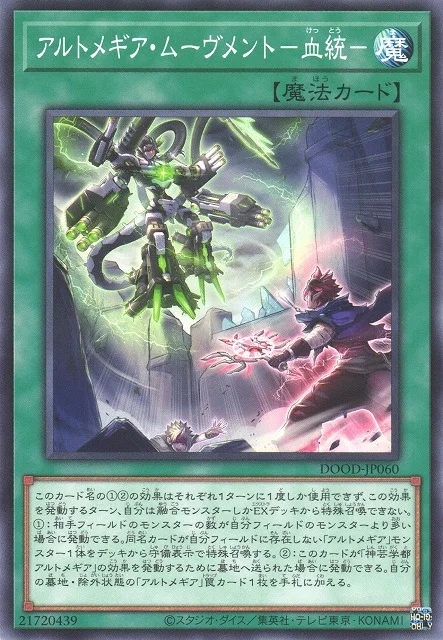 アルトメギア・ムーヴメント－血統－
魔
【魔法カード】
DOOD-JP060
このカード名の①②の効果はそれぞれ1ターンに1度しか使用できず、この効果
を発動するターン、自分は融合モンスターしかEXデッキから特殊召喚できない。
①：相手フィールドのモンスターの数が自分フィールドのモンスターより多い
場合に発動できる。同名カードが自分フィールドに存在しない「アルトメギア」モン
スター1体をデッキから守備表示で特殊召喚する。②：このカードが「神芸学都
アルトメギア」の効果を発動するために墓地へ送られた場合に発動できる。自分
の墓地・除外状態の「アルトメギア」罠カード1枚を手札に加える。
21720439
©スタジオ・ダイス／集英社・テレビ東京・KONAMI